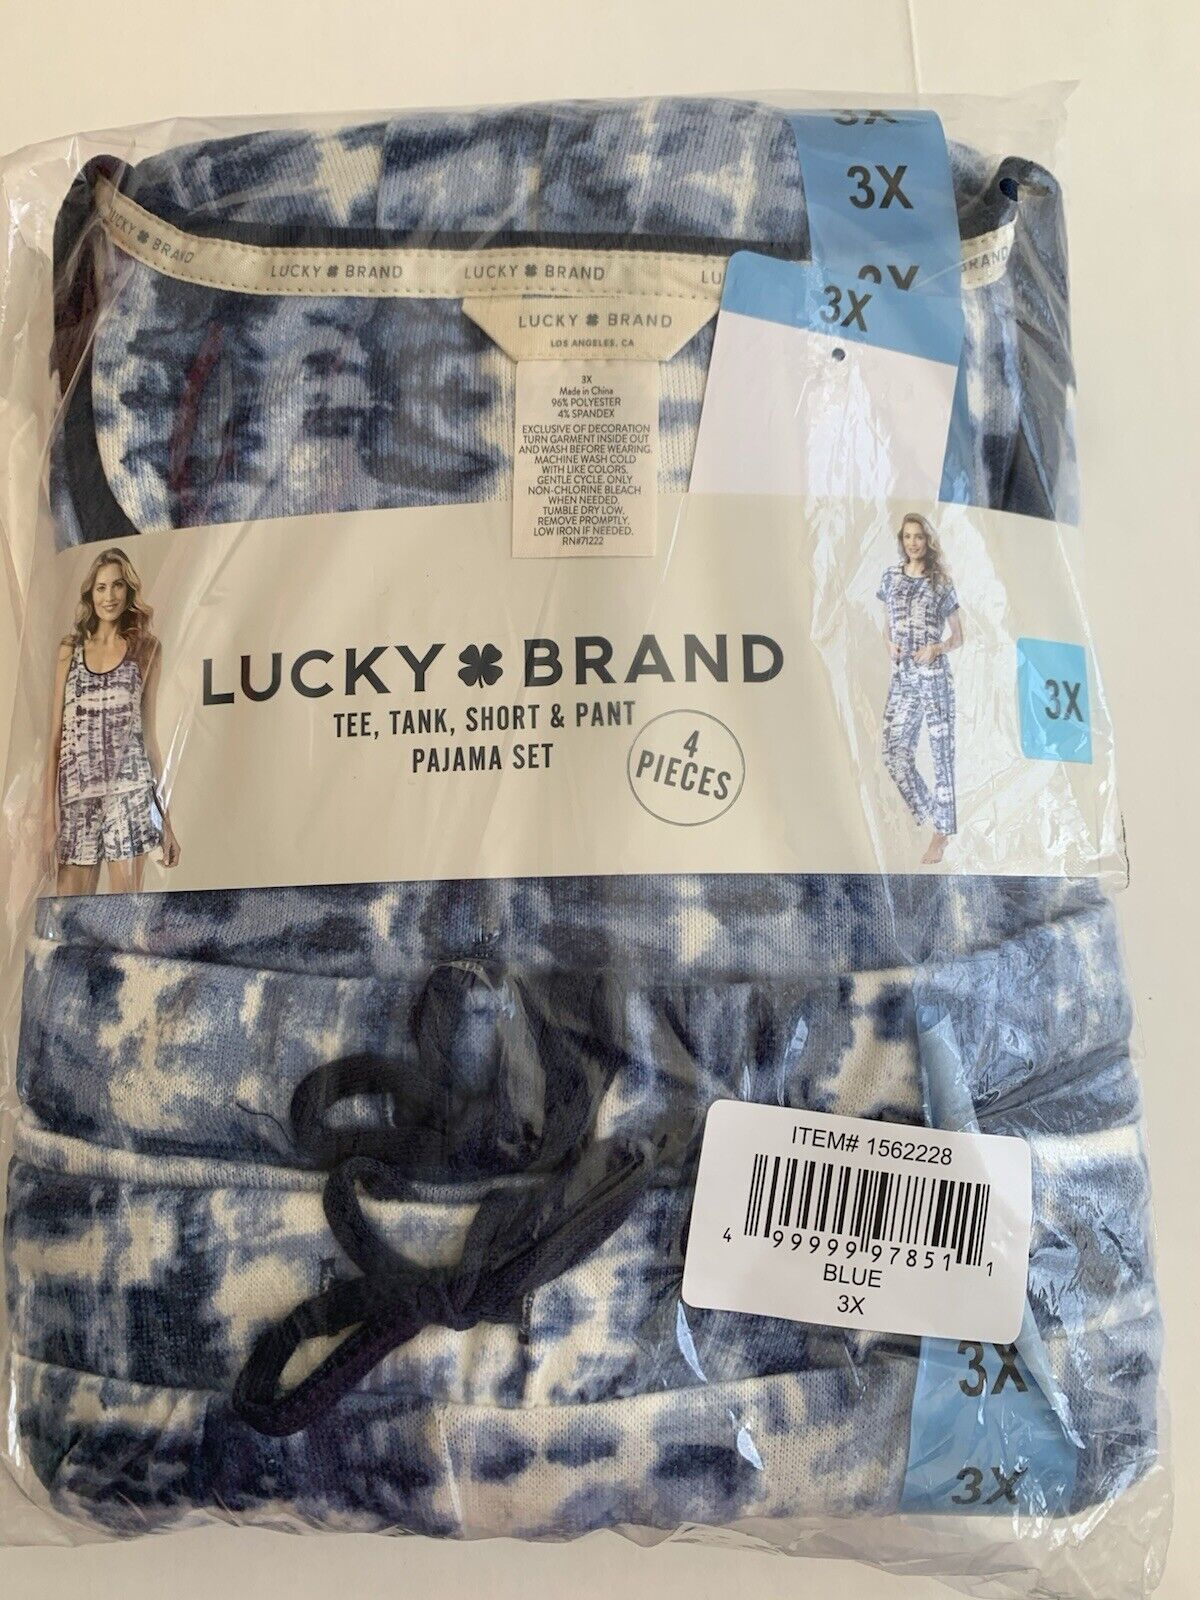 3X
3X
3X
3X
LUCKY BRAND
LUCKY BRAND
LUCKY BRAND
LU
BRAND
LUCKY BRAND
LOS ANGELES, CA
3X
Made in China
96% POLYESTER
4% SPANDEX
EXCLUSIVE OF DECORATION
TURN GARMENT INSIDE OUT
AND WASH BEFORE WEARING.
MACHINE WASH COLD
WITH LIKE COLORS.
GENTLE CYCLE. ONLY
NON-CHLORINE BLEACH
WHEN NEEDED.
TUMBLE DRY LOW.
REMOVE PROMPTLY.
LOW IRON IF NEEDED.
RN#71222
LUCKY BRAND
TEE, TANK, SHORT & PANT
PAJAMA SET
4
PIECES
3X
ITEM# 1562228
4 99999 97851 1
BLUE
3X
3X
3X